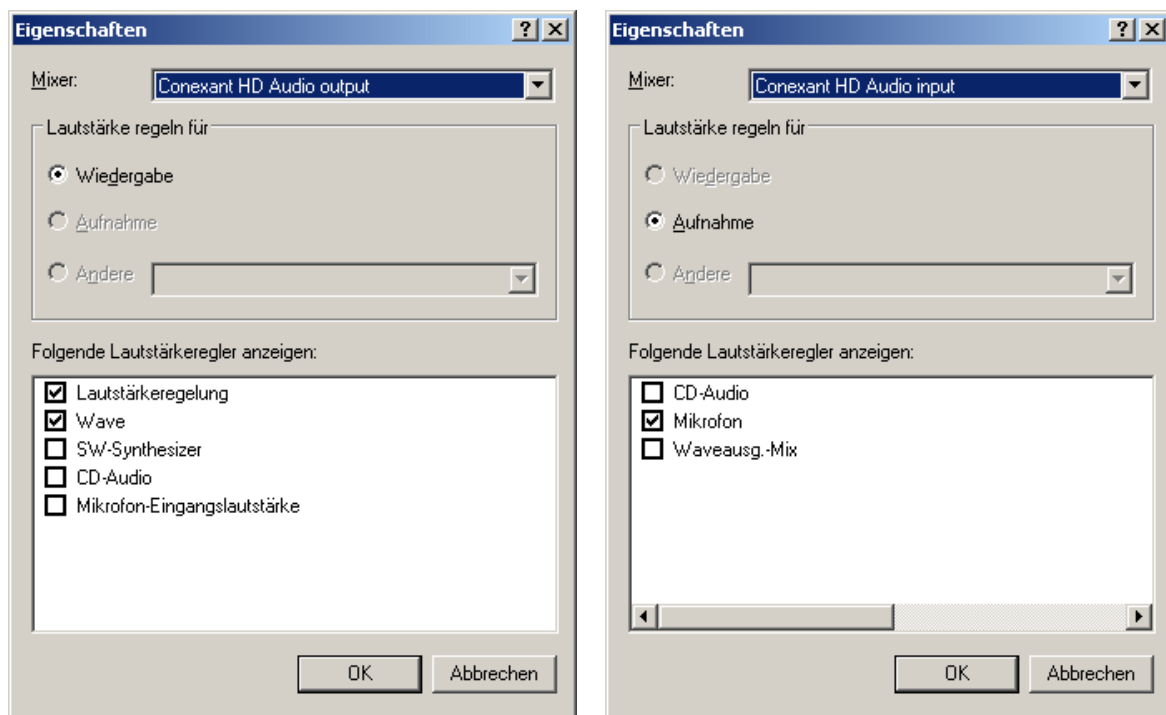 Eigenschaften
Mixer:
Conexant HD Audio output
Lautstärke regeln für
Wiedergabe
Aufnahme
Andere
Folgende Lautstärkeregler anzeigen:
Lautstärkeregelung
Wave
SW-Synthesizer
CD-Audio
Mikrofon-Eingangslautstärke
OK
Abbrechen
Eigenschaften
Mixer:
Conexant HD Audio input
Lautstärke regeln für
Wiedergabe
Aufnahme
Andere
Folgende Lautstärkeregler anzeigen:
CD-Audio
Mikrofon
Waveausg.-Mix
OK
Abbrechen